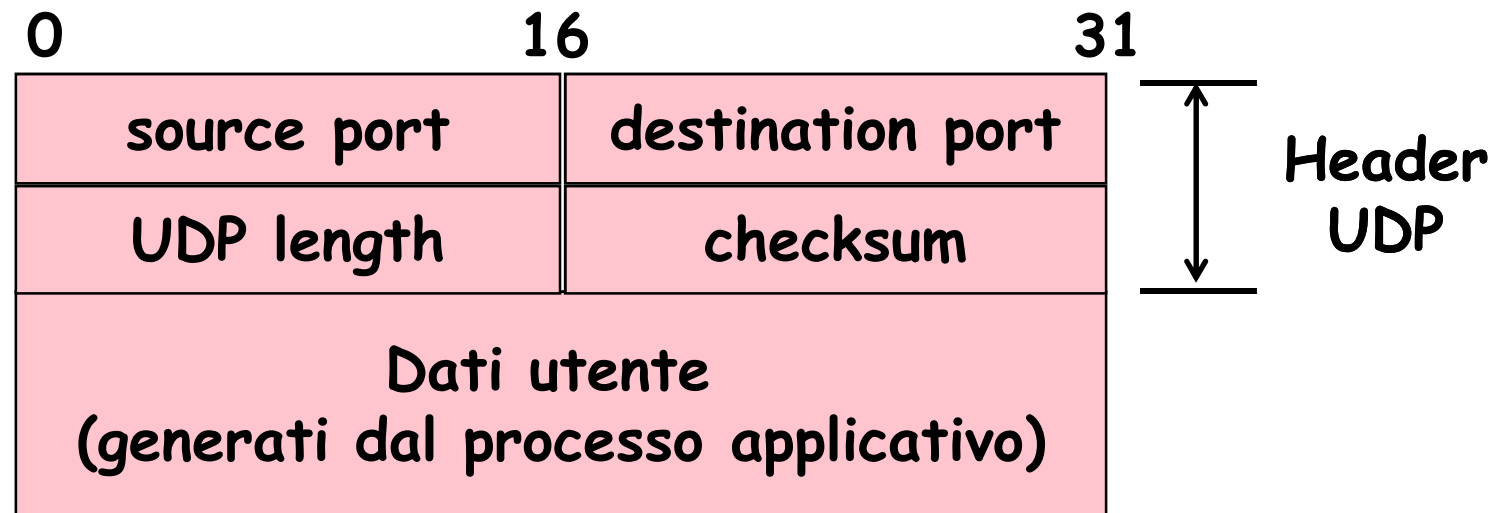 0 16 31
source port destination port
Header
UDP length checksum
UDP
Dati utente
(generati dal processo applicativo)